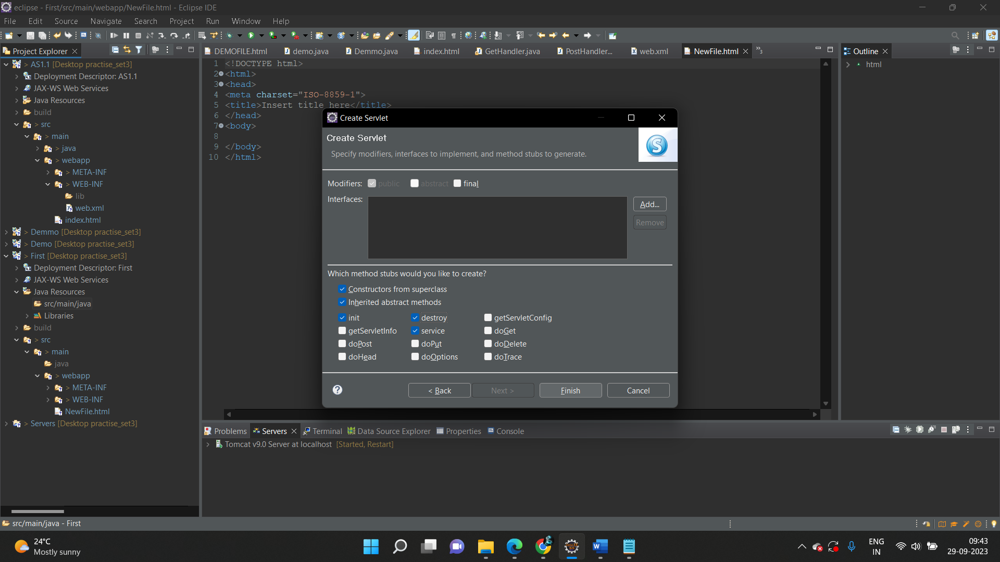 eclipse - First/src/main/webapp/NewFile.html - Eclipse IDE
File Edit Source Navigate Search Project Run Window Help
Project Explorer
DEMOFILE.html demo.java Demmo.java index.html GetHandler.java PostHandler... web.xml NewFile.html »3
Outline
> AS1.1 [Desktop practise_set3]
Deployment Descriptor: AS1.1
JAX-WS Web Services
Java Resources
build
> src
> main
> java
> webapp
> META-INF
> WEB-INF
lib
web.xml
index.html
> Demmo [Desktop practise_set3]
> Demo [Desktop practise_set3]
> First [Desktop practise_set3]
Deployment Descriptor: First
JAX-WS Web Services
Java Resources
src/main/java
Libraries
build
> src
> main
java
> webapp
> META-INF
> WEB-INF
NewFile.html
> Servers [Desktop practise_set3]
1 <!DOCTYPE html>
2 <html>
3 <head>
4 <meta charset="ISO-8859-1">
5 <title>Insert title here</title>
6 </head>
7 <body>
8
9 </body>
10 </html>
html
Create Servlet
Create Servlet
Specify modifiers, interfaces to implement, and method stubs to generate.
S
Modifiers: public abstract final
Interfaces:
Add...
Remove
Which method stubs would you like to create?
Constructors from superclass
Inherited abstract methods
init destroy getServletConfig
getServletInfo service doGet
doPost doPut doDelete
doHead doOptions doTrace
?
< Back Next > Finish Cancel
Problems Servers Terminal Data Source Explorer Properties Console
Tomcat v9.0 Server at localhost [Started, Restart]
src/main/java - First
24°C
Mostly sunny
ENG
IN
09:43
29-09-2023